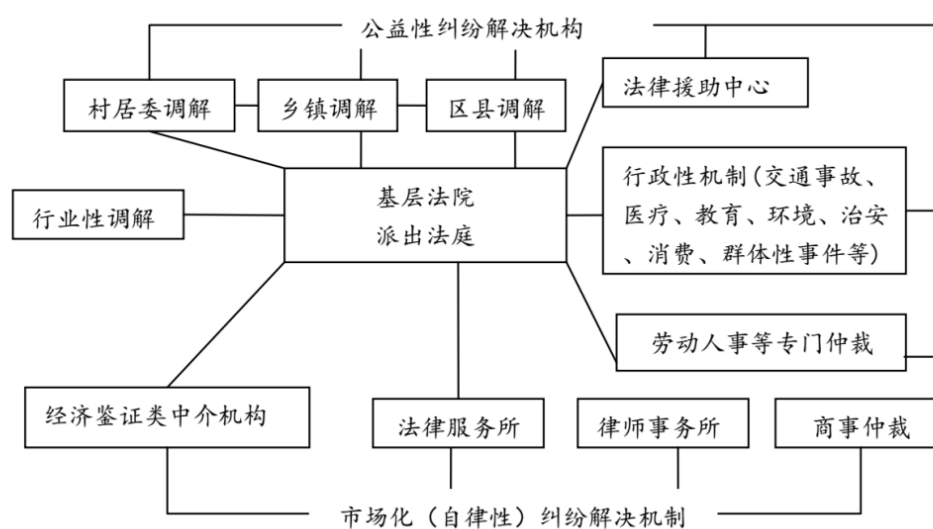 公益性纠纷解决机构
村居委调解
乡镇调解
区县调解
法律援助中心
基层法院
派出法庭
行业性调解
行政性机制(交通事故、
医疗、教育、环境、治安
、消费、群体性事件等)
劳动人事等专门仲裁
经济鉴证类中介机构
法律服务所
律师事务所
商事仲裁
市场化（自律性）纠纷解决机制